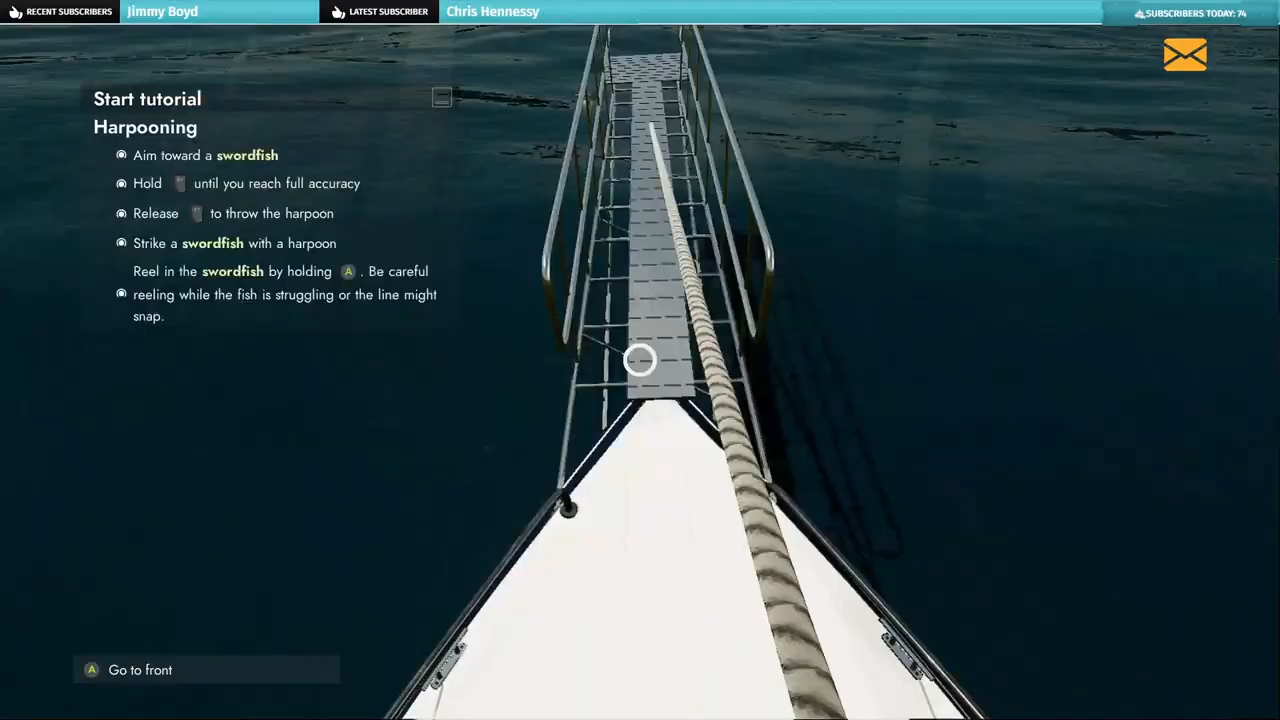 RECENT SUBSCRIBERS Jimmy Boyd LATEST SUBSCRIBER Chris Hennessy SUBSCRIBERS TODAY: 74
Start tutorial
Harpooning
Aim toward a swordfish
Hold until you reach full accuracy
Release to throw the harpoon
Strike a swordfish with a harpoon
Reel in the swordfish by holding A . Be careful
reeling while the fish is struggling or the line might
snap.
A Go to front